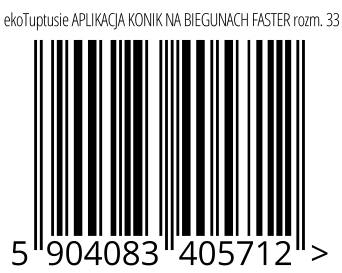 ekoTuptusie APLIKACJA KONIK NA BIEGUNACH FASTER rozm. 33
5 904083 405712 >